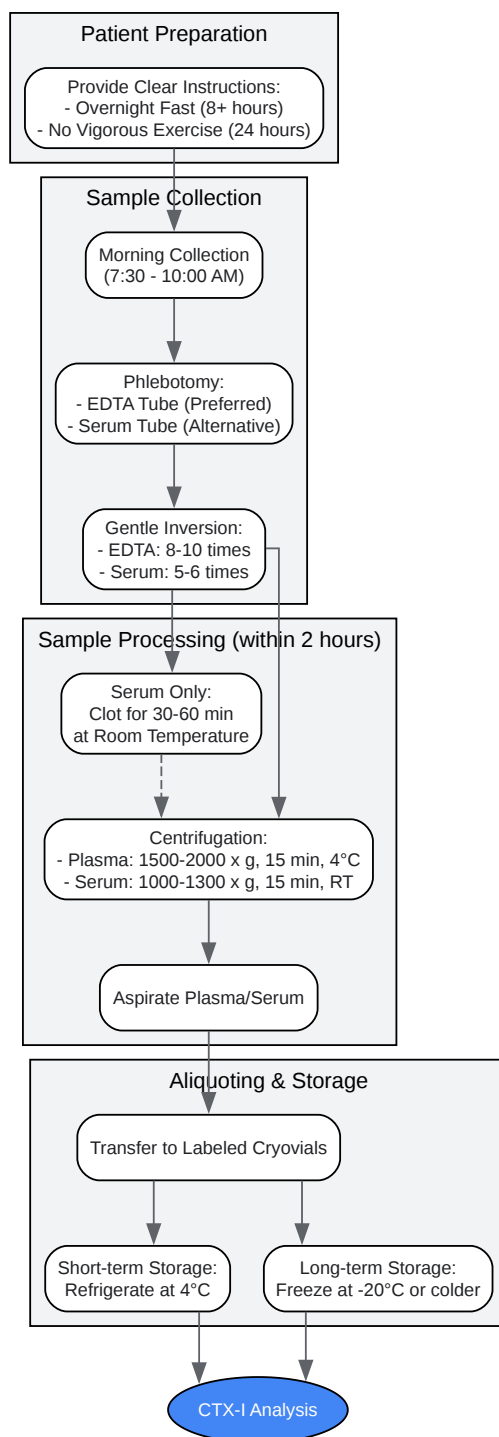 Patient Preparation
Provide Clear Instructions:
- Overnight Fast (8+ hours)
- No Vigorous Exercise (24 hours)
Sample Collection
Morning Collection
(7:30 - 10:00 AM)
Phlebotomy:
- EDTA Tube (Preferred)
- Serum Tube (Alternative)
Gentle Inversion:
- EDTA: 8-10 times
- Serum: 5-6 times
Sample Processing (within 2 hours)
Serum Only:
Clot for 30-60 min
at Room Temperature
Centrifugation:
- Plasma: 1500-2000 x g, 15 min, 4°C
- Serum: 1000-1300 x g, 15 min, RT
Aspirate Plasma/Serum
Aliquoting & Storage
Transfer to Labeled Cryovials
Short-term Storage:
Refrigerate at 4°C
Long-term Storage:
Freeze at -20°C or colder
CTX-I Analysis